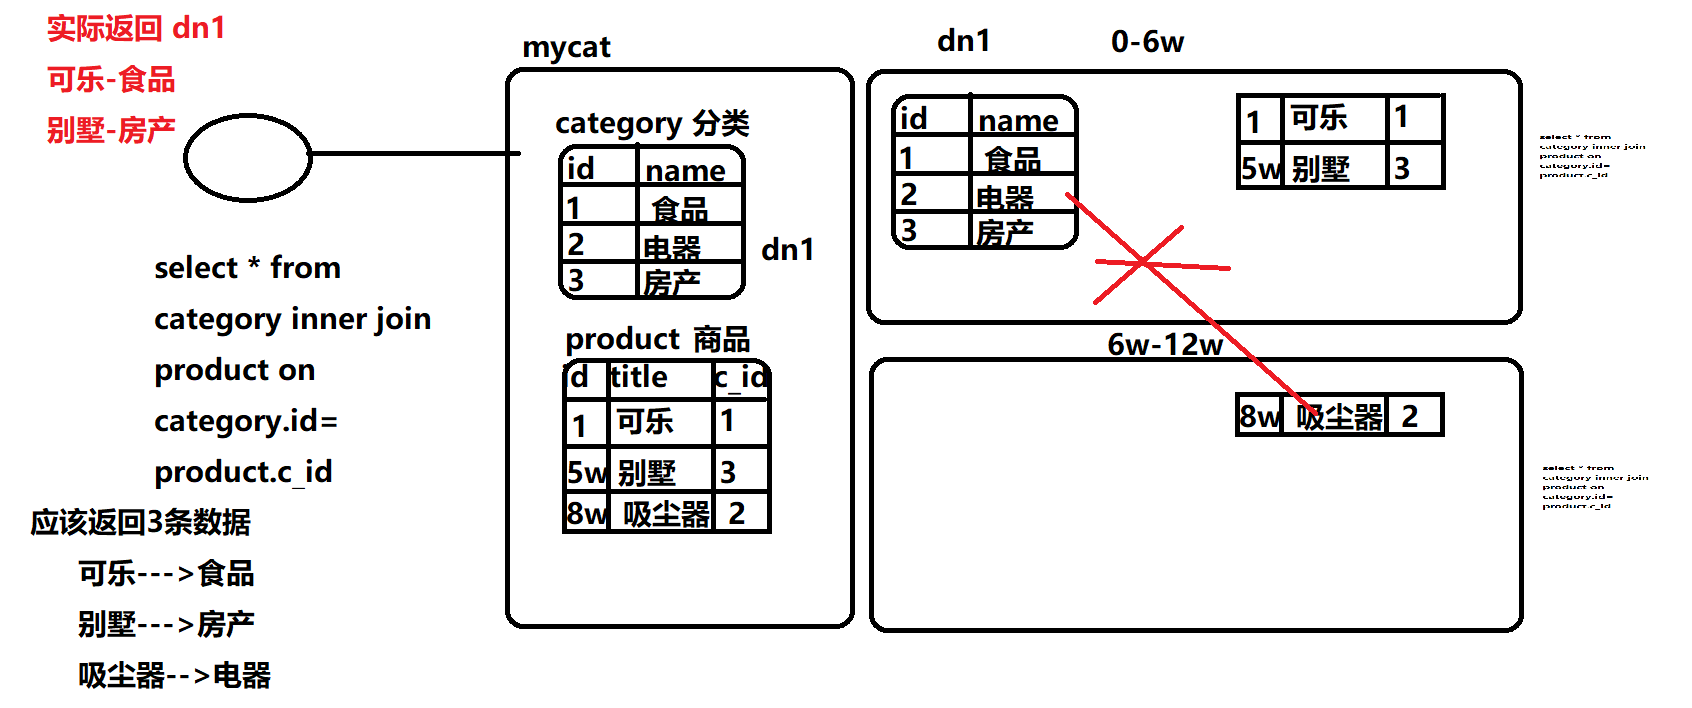 实际返回 dn1
可乐-食品
别墅-房产
select * from
category inner join
product on
category.id=
product.c_id
应该返回3条数据
可乐--->食品
别墅--->房产
吸尘器-->电器
mycat
category 分类
id name
1 食品
2 电器
3 房产
dn1
product 商品
id title c_id
1 可乐 1
5w 别墅 3
8w 吸尘器 2
dn1 0-6w
id name
1 食品
2 电器
3 房产
1 可乐 1
5w 别墅 3
select * from
category inner join
product on
category.id=
product.c_id
6w-12w
8w 吸尘器 2
select * from
category inner join
product on
category.id=
product.c_id